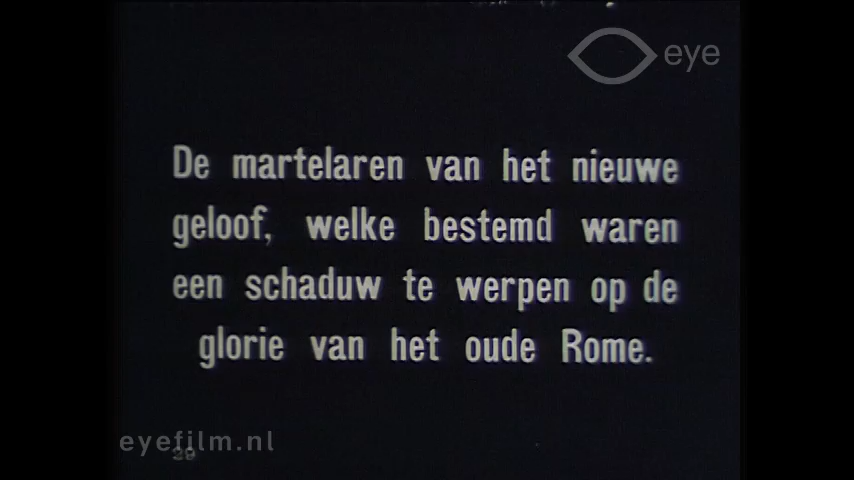 eye
De martelaren van het nieuwe
geloof, welke bestemd waren
een schaduw te werpen op de
glorie van het oude Rome.
eyefilm.nl
29